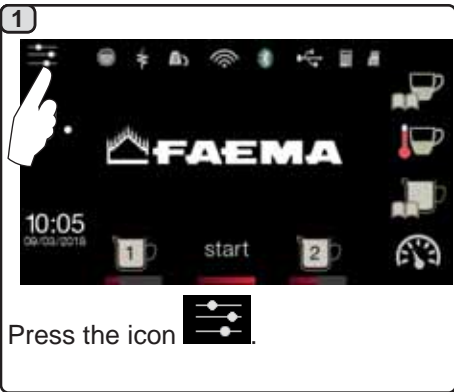 1
FAEMA
10:05
09/03/2018
1 start 2
Press the icon .